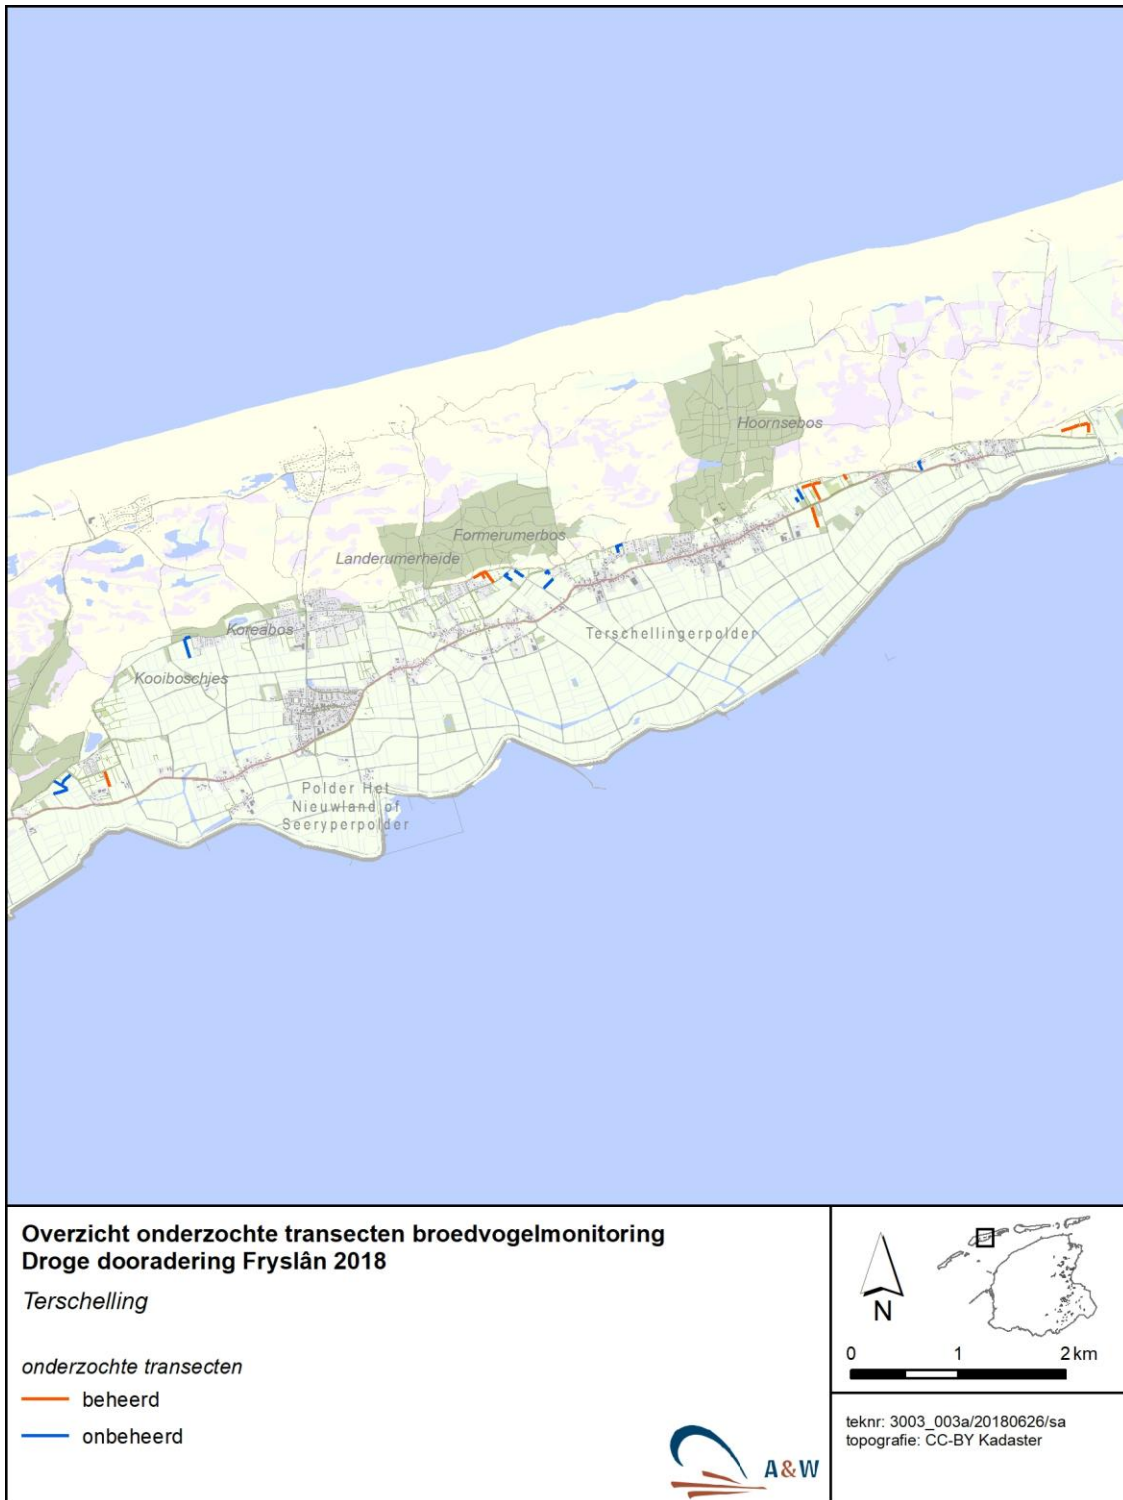 Hoornsebos
Formerumerbos
Landerumerheide
Koreabos
Terschellingerpolder
Kooiboschjes
Polder Het
Nieuwland of
Seeryperpolder
Overzicht onderzochte transecten broedvogelmonitoring
Droge dooradering Fryslân 2018
Terschelling
onderzochte transecten
beheerd
onbeheerd
A&W
N
0 1 2 km
teknr: 3003_003a/20180626/sa
topografie: CC-BY Kadaster